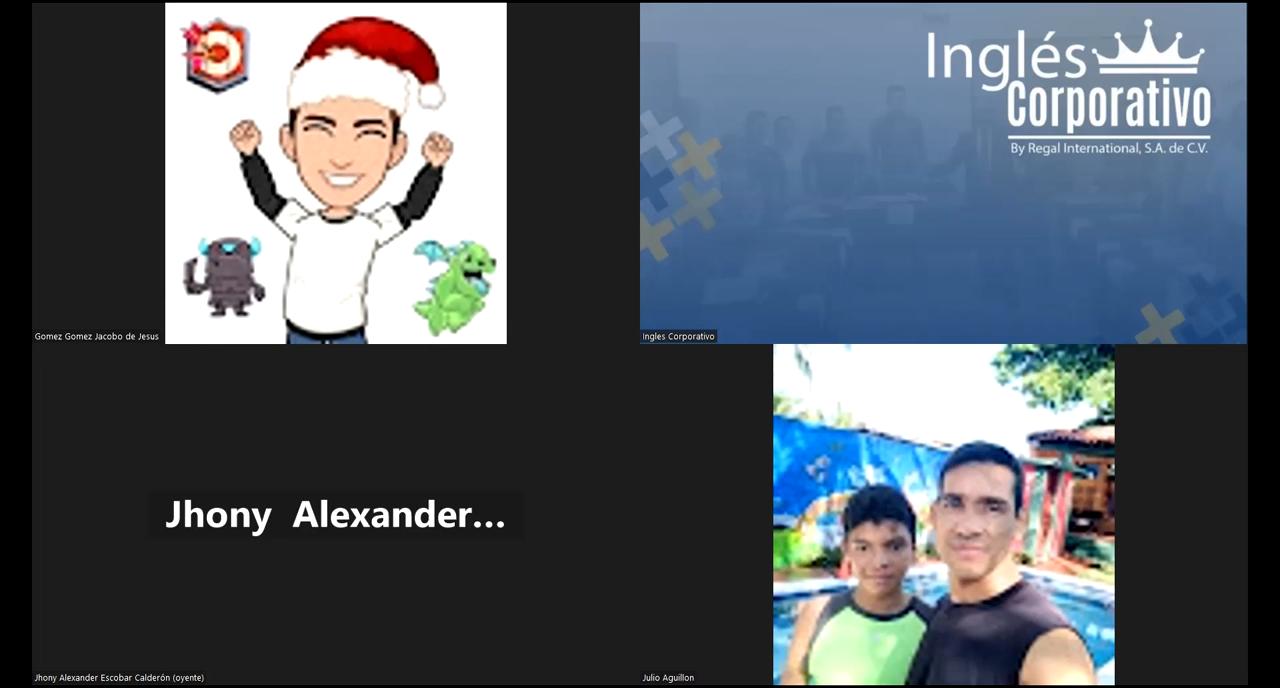 Inglés
Corporativo
By Regal International, S.A. de C.V.
Gomez Gomez Jacobo de Jesus
Ingles Corporativo
Jhony Alexander...
Jhony Alexander Escobar Calderón (oyente)
Julio Aguillon